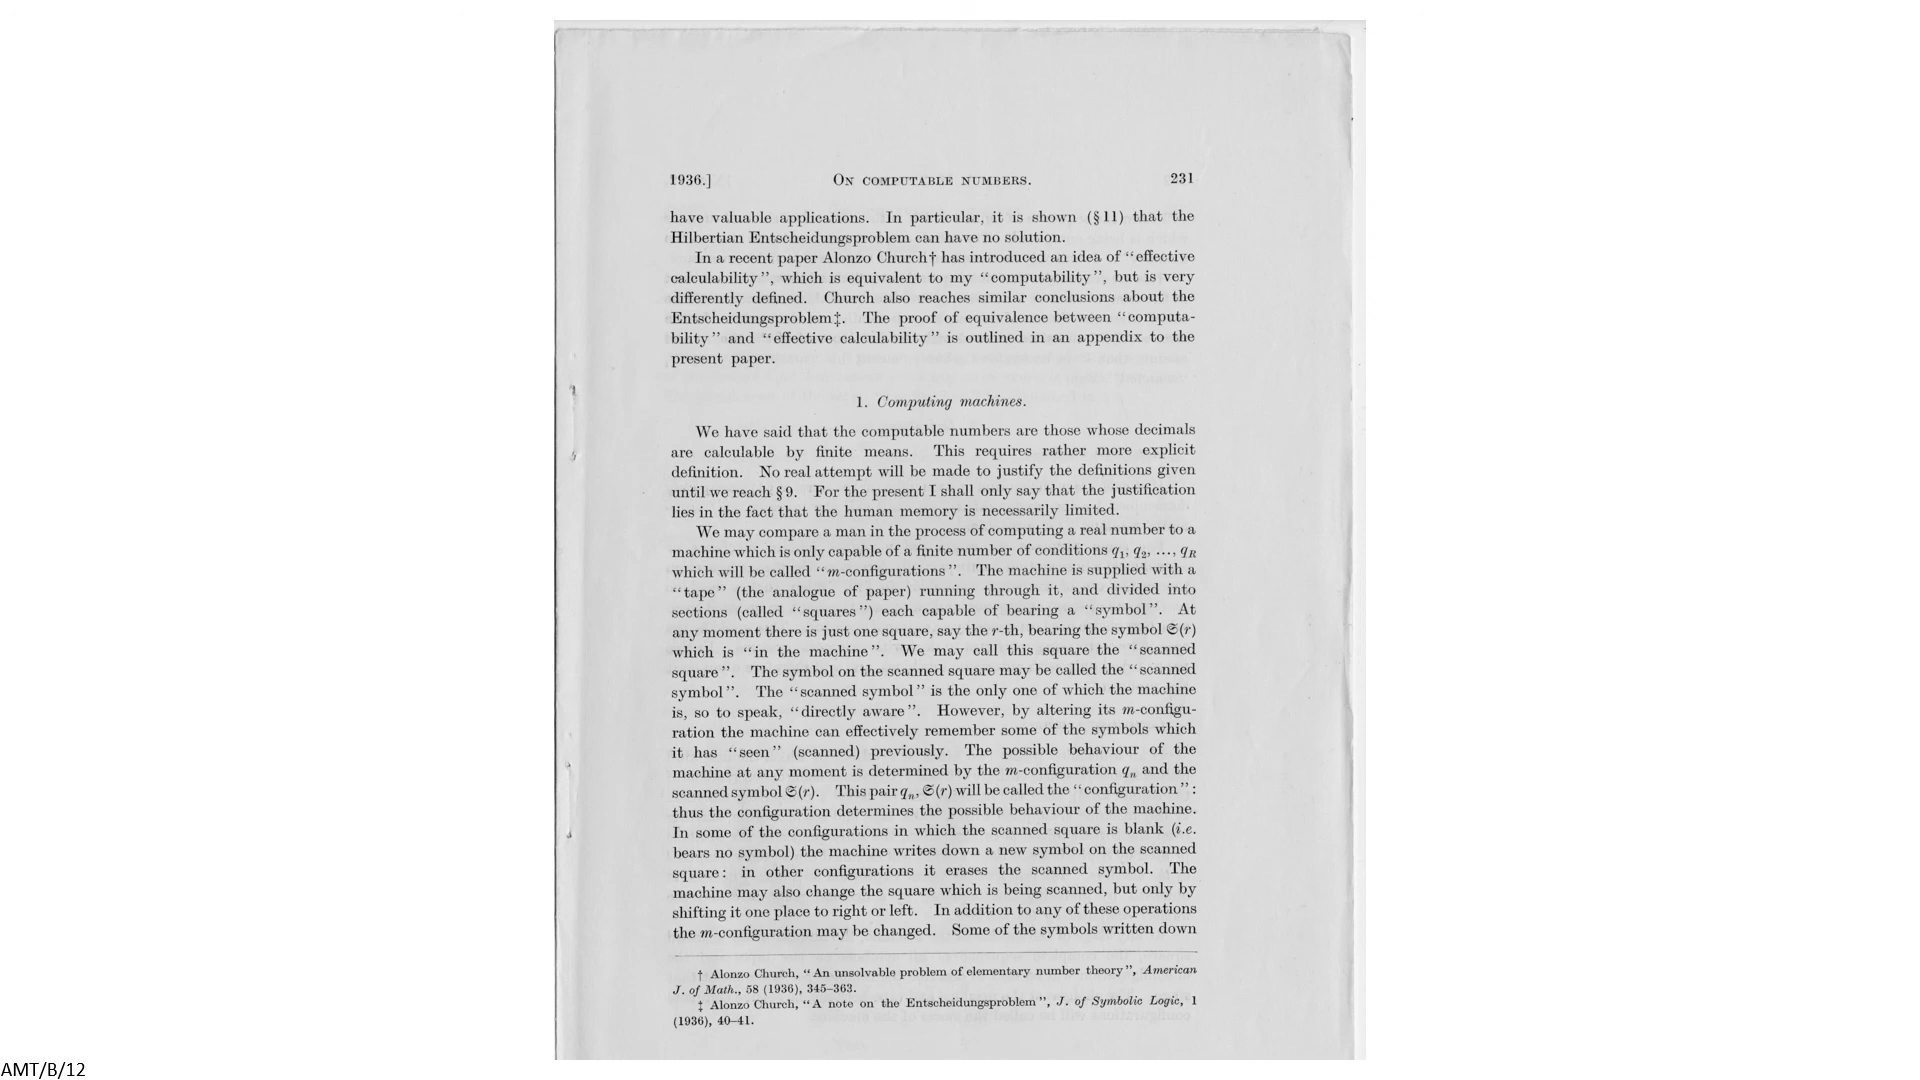 1936.] ON COMPUTABLE NUMBERS. 231
have valuable applications. In particular, it is shown (§11) that the
Hilbertian Entscheidungsproblem can have no solution.
In a recent paper Alonzo Church† has introduced an idea of “effective
calculability”, which is equivalent to my “computability”, but is very
differently defined. Church also reaches similar conclusions about the
Entscheidungsproblem‡. The proof of equivalence between “computa-
bility” and “effective calculability” is outlined in an appendix to the
present paper.
1. Computing machines.
We have said that the computable numbers are those whose decimals
are calculable by finite means. This requires rather more explicit
definition. No real attempt will be made to justify the definitions given
until we reach §9. For the present I shall only say that the justification
lies in the fact that the human memory is necessarily limited.
We may compare a man in the process of computing a real number to a
machine which is only capable of a finite number of conditions q₁, q₂, ..., q_R
which will be called “m-configurations”. The machine is supplied with a
“tape” (the analogue of paper) running through it, and divided into
sections (called “squares”) each capable of bearing a “symbol”. At
any moment there is just one square, say the r-th, bearing the symbol 𝔖(r)
which is “in the machine”. We may call this square the “scanned
square”. The symbol on the scanned square may be called the “scanned
symbol”. The “scanned symbol” is the only one of which the machine
is, so to speak, “directly aware”. However, by altering its m-configu-
ration the machine can effectively remember some of the symbols which
it has “seen” (scanned) previously. The possible behaviour of the
machine at any moment is determined by the m-configuration qₙ and the
scanned symbol 𝔖(r). This pair qₙ, 𝔖(r) will be called the “configuration”:
thus the configuration determines the possible behaviour of the machine.
In some of the configurations in which the scanned square is blank (i.e.
bears no symbol) the machine writes down a new symbol on the scanned
square: in other configurations it erases the scanned symbol. The
machine may also change the square which is being scanned, but only by
shifting it one place to right or left. In addition to any of these operations
the m-configuration may be changed. Some of the symbols written down
† Alonzo Church, “An unsolvable problem of elementary number theory”, American
J. of Math., 58 (1936), 345–363.
‡ Alonzo Church, “A note on the Entscheidungsproblem”, J. of Symbolic Logic, 1
(1936), 40–41.
AMT/B/12